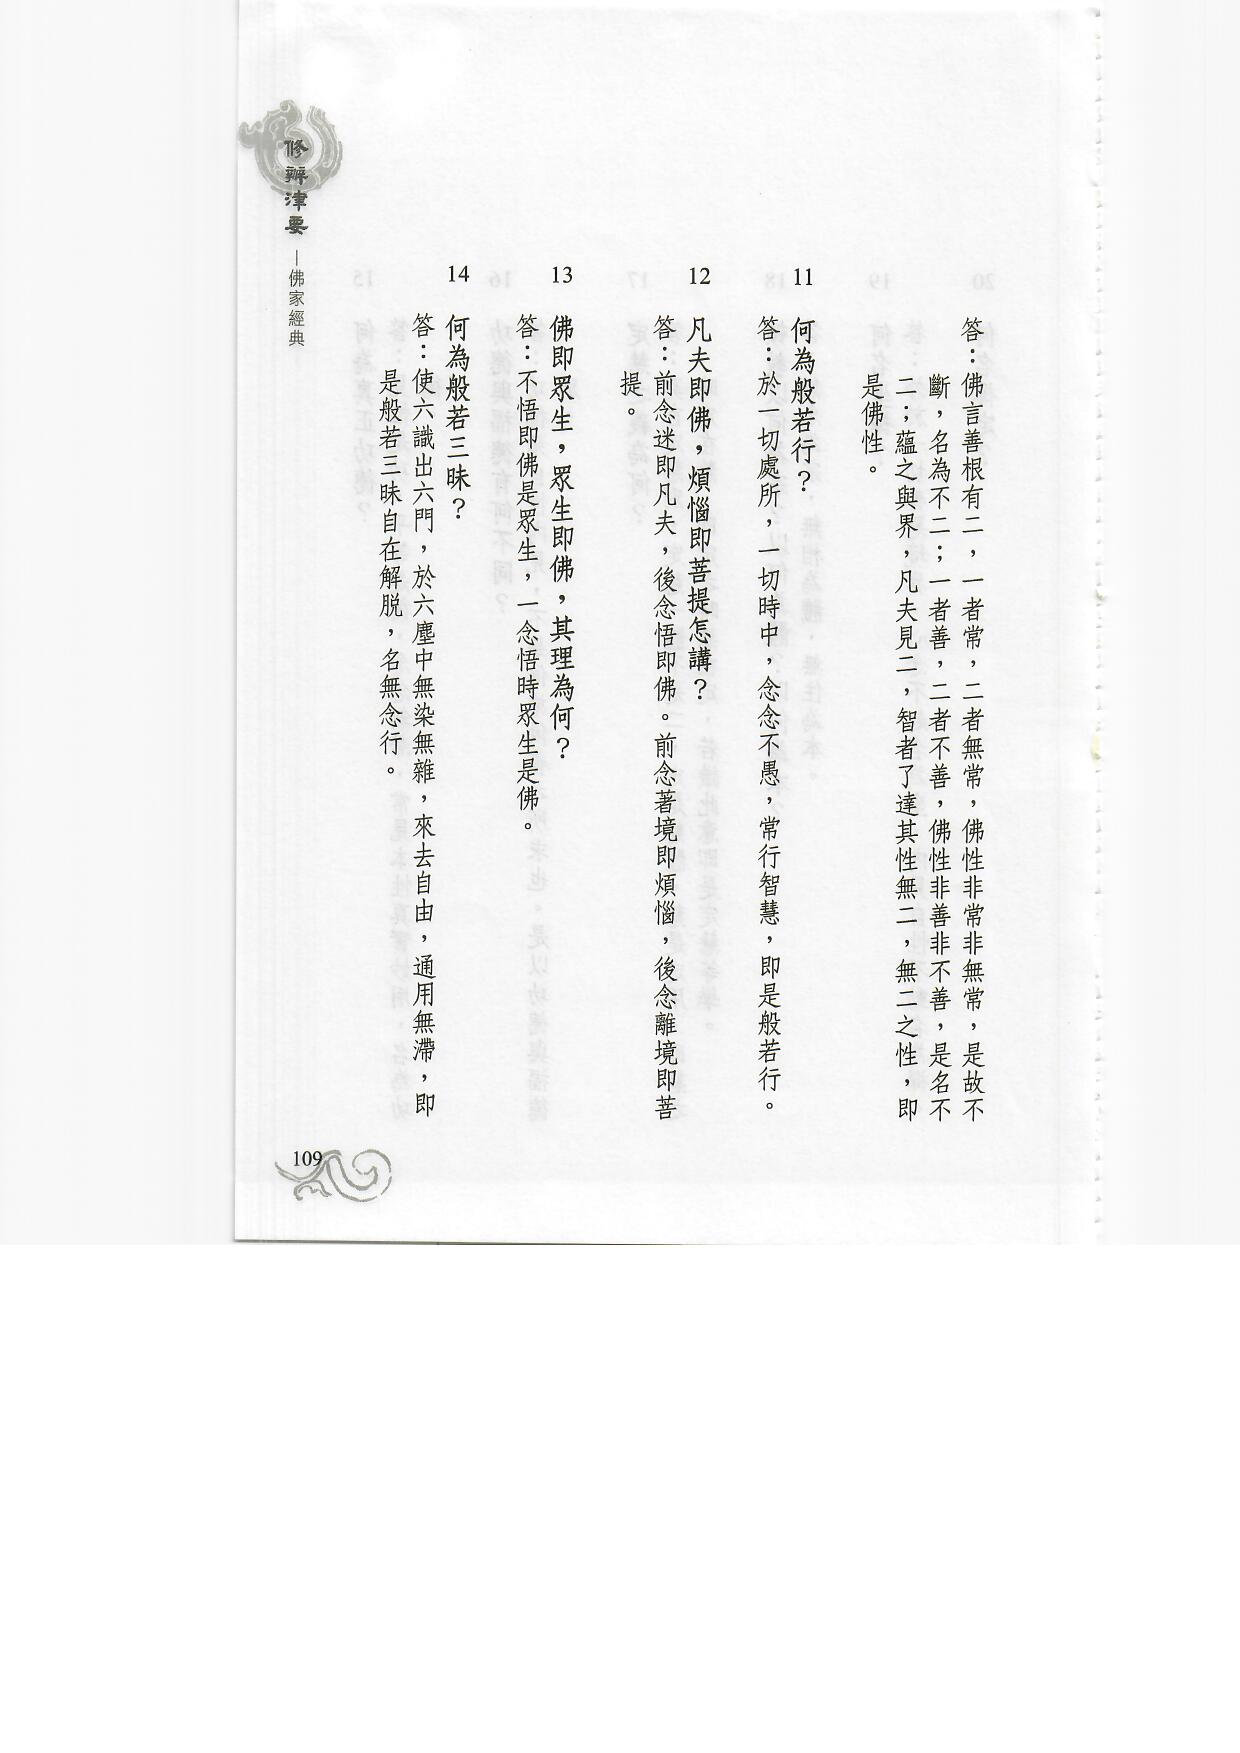 答：佛言善根有二，一者常，二者無常，佛性非常非無常，是故不
斷，名為不二；一者善，二者不善，佛性非善非不善，是名不
二；蘊之與界，凡夫見二，智者了達其性無二，無二之性，即
是佛性。
11 何為般若行？
答：於一切處所，一切時中，念念不愚，常行智慧，即是般若行。
12 凡夫即佛，煩惱即菩提怎講？
答：前念迷即凡夫，後念悟即佛。前念著境即煩惱，後念離境即菩
提。
13 佛即眾生，眾生即佛，其理為何？
答：不悟即佛是眾生，一念悟時眾生是佛。
14 何為般若三昧？
答：使六識出六門，於六塵中無染無雜，來去自由，通用無滯，即
是般若三昧自在解脫，名無念行。
修辨津要—佛家經典
109